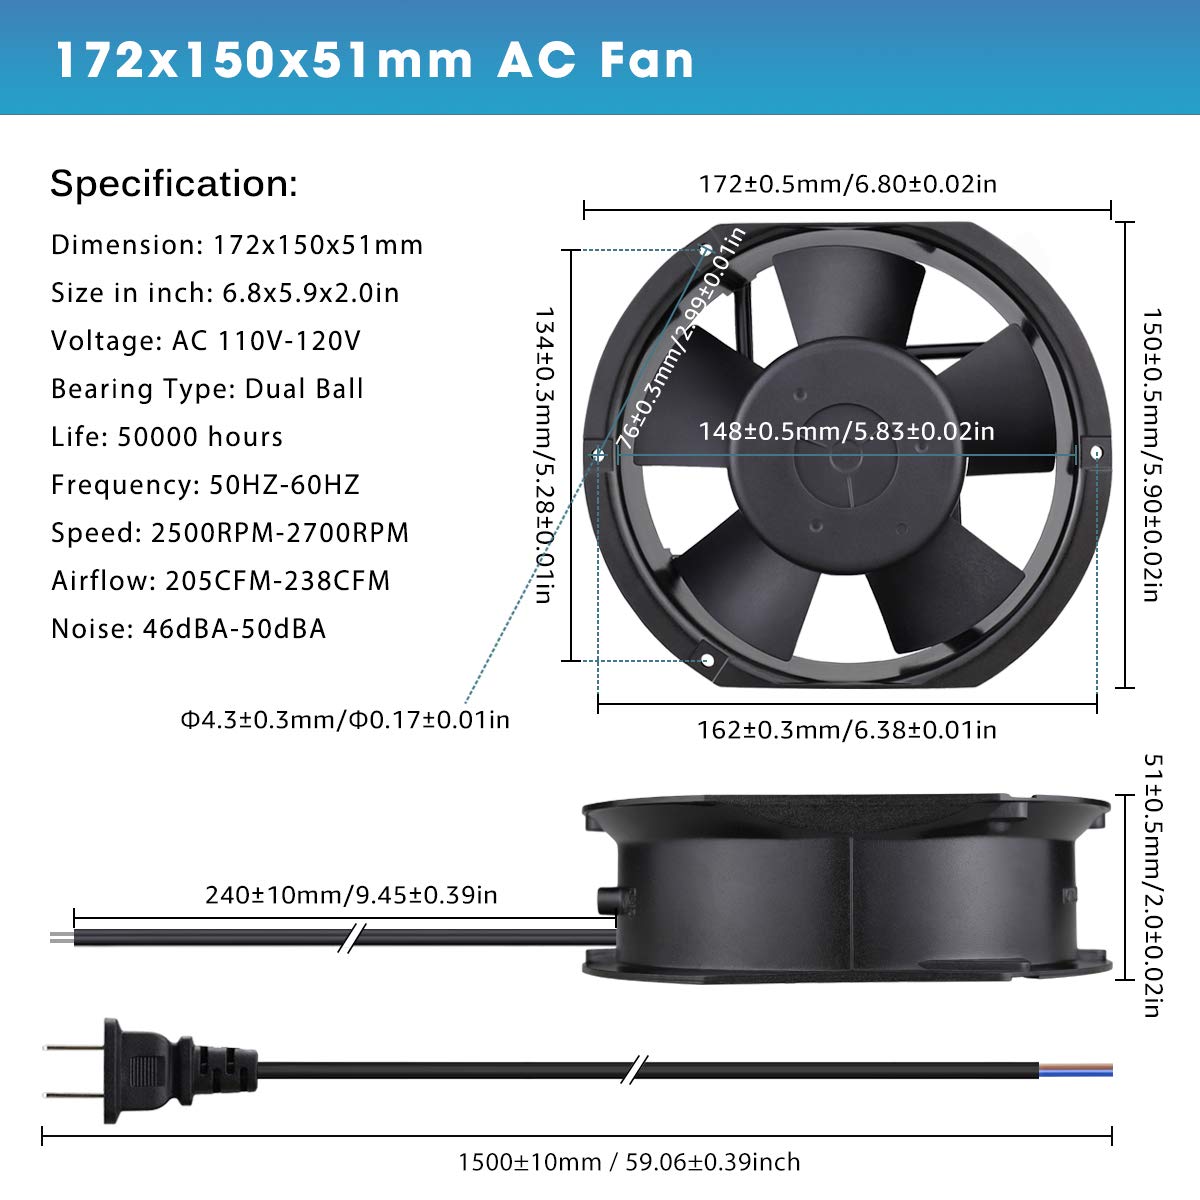 172x150x51mm AC Fan
Specification:
Dimension: 172x150x51mm
Size in inch: 6.8x5.9x2.0in
Voltage: AC 110V-120V
Bearing Type: Dual Ball
Life: 50000 hours
Frequency: 50HZ-60HZ
Speed: 2500RPM-2700RPM
Airflow: 205CFM-238CFM
Noise: 46dBA-50dBA
172±0.5mm/6.80±0.02in
134±0.3mm/5.28±0.01in
76±0.3mm/2.99±0.01in
148±0.5mm/5.83±0.02in
150±0.5mm/5.90±0.02in
Φ4.3±0.3mm/Φ0.17±0.01in
162±0.3mm/6.38±0.01in
51±0.5mm/2.0±0.02in
240±10mm/9.45±0.39in
1500±10mm / 59.06±0.39inch